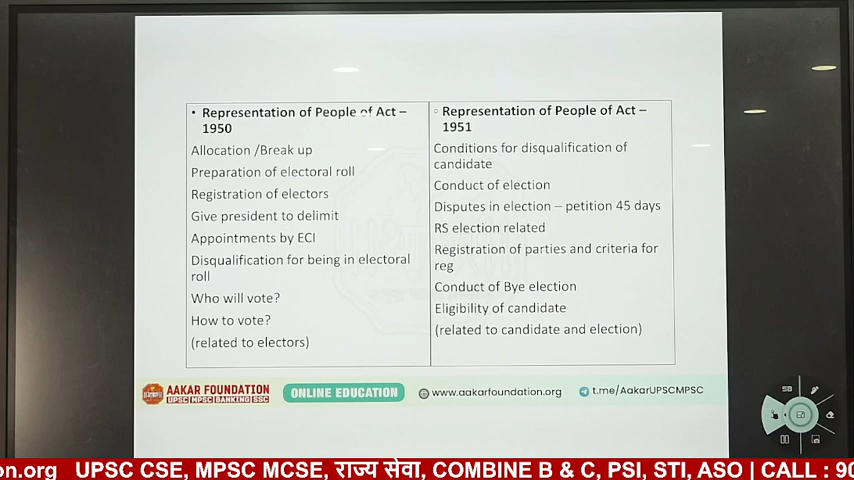 • Representation of People of Act –
1950
Allocation /Break up
Preparation of electoral roll
Registration of electors
Give president to delimit
Appointments by ECI
Disqualification for being in electoral
roll
Who will vote?
How to vote?
(related to electors)
Representation of People of Act –
1951
Conditions for disqualification of
candidate
Conduct of election
Disputes in election – petition 45 days
RS election related
Registration of parties and criteria for
reg
Conduct of Bye election
Eligibility of candidate
(related to candidate and election)
AAKAR FOUNDATION
UPSC MPSC BANKING SSC
ONLINE EDUCATION
www.aakarfoundation.org
t.me/AakarUPSCMPSC
on.org UPSC CSE, MPSC MCSE, राज्य सेवा, COMBINE B & C, PSI, STI, ASO | CALL : 90